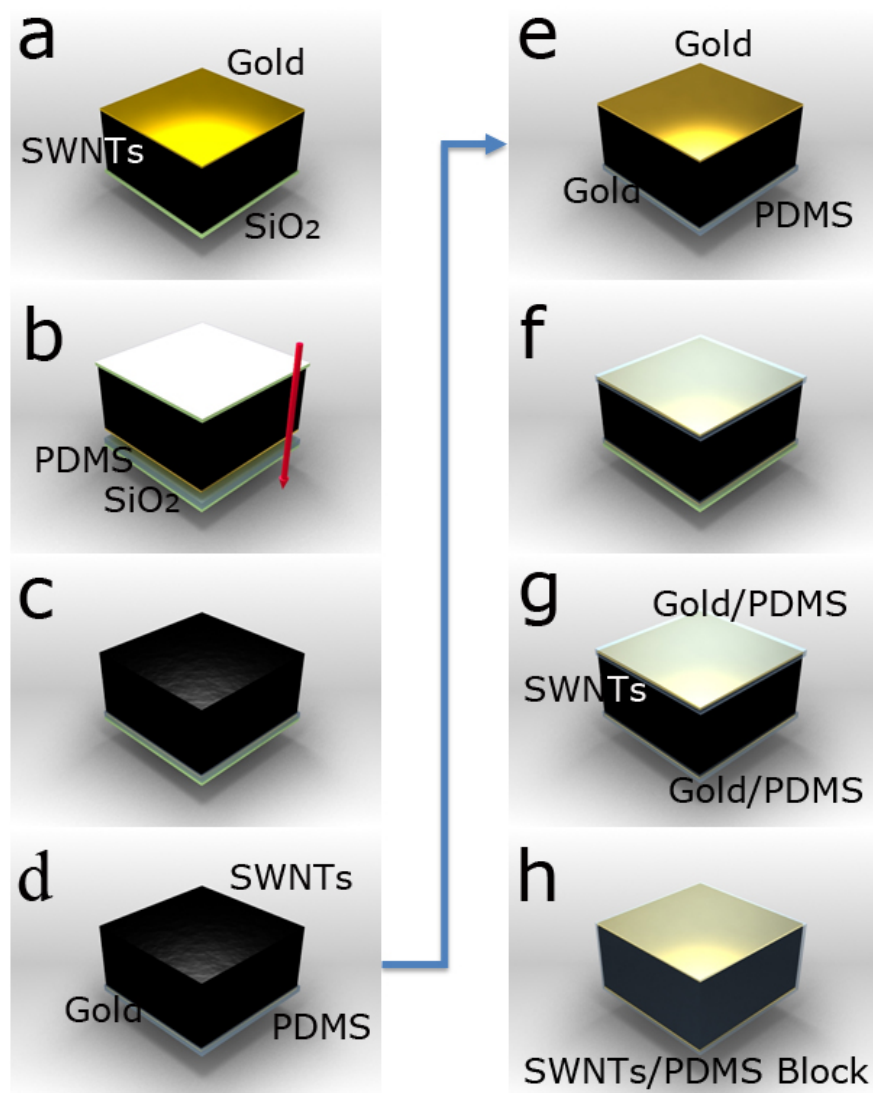 a
Gold
SWNTs
SiO2
b
PDMS
SiO2
c
d
SWNTs
Gold
PDMS
e
Gold
Gold
PDMS
f
g
Gold/PDMS
SWNTs
Gold/PDMS
h
SWNTs/PDMS Block